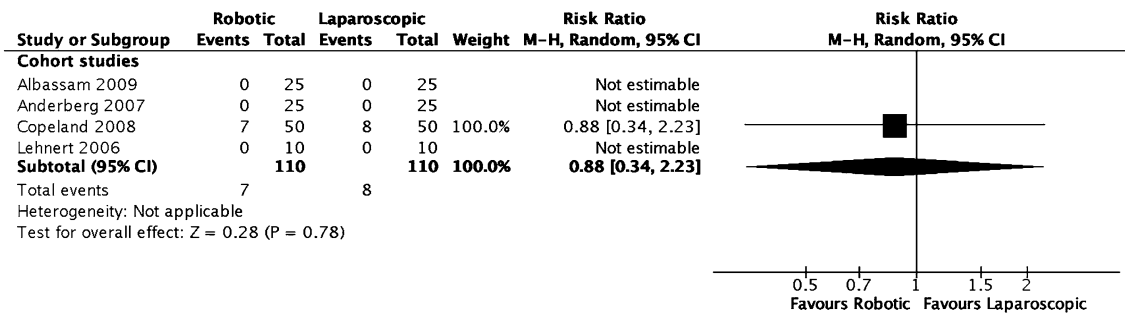 Robotic Laparoscopic Risk Ratio Risk Ratio
Study or Subgroup Events Total Events Total Weight M-H, Random, 95% CI M-H, Random, 95% CI
Cohort studies
Albassam 2009 0 25 0 25 Not estimable
Anderberg 2007 0 25 0 25 Not estimable
Copeland 2008 7 50 8 50 100.0% 0.88 [0.34, 2.23]
Lehnert 2006 0 10 0 10 Not estimable
Subtotal (95% CI) 110 110 100.0% 0.88 [0.34, 2.23]
Total events 7 8
Heterogeneity: Not applicable
Test for overall effect: Z = 0.28 (P = 0.78)
0.5 0.7 1 1.5 2
Favours Robotic Favours Laparoscopic